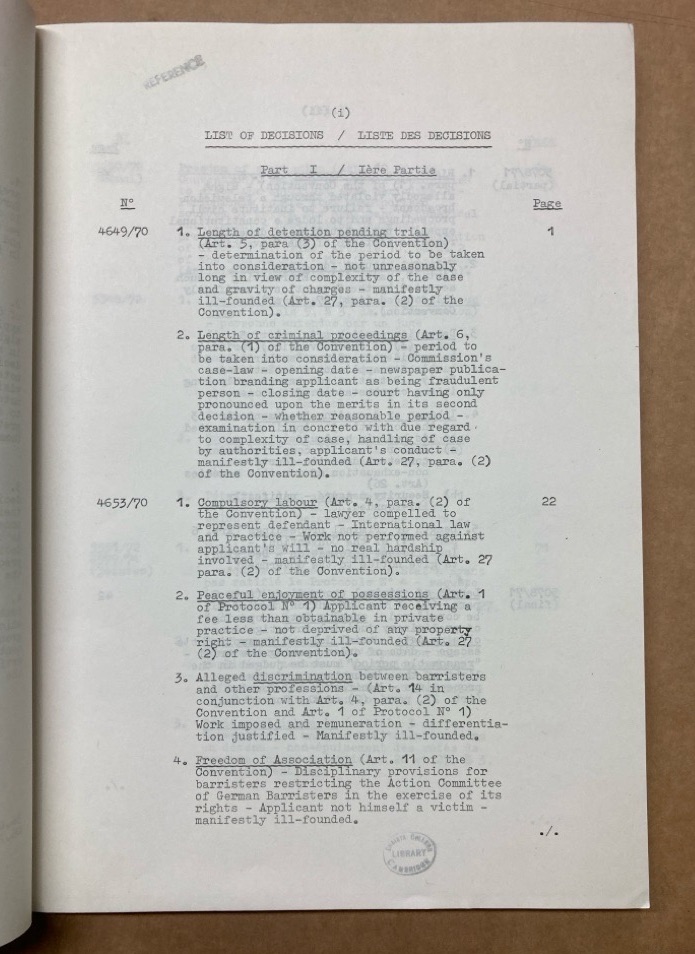 REFERENCE
(i)
LIST OF DECISIONS / LISTE DES DECISIONS
Part I / Ière Partie
N° Page
4649/70 1. Length of detention pending trial 1
(Art. 5, para (3) of the Convention)
- determination of the period to be taken
into consideration - not unreasonably
long in view of complexity of the case
and gravity of charges - manifestly
ill-founded (Art. 27, para. (2) of the
Convention).
2. Length of criminal proceedings (Art. 6,
para. (1) of the Convention) - period to
be taken into consideration - Commission's
case-law - opening date - newspaper publica-
tion branding applicant as being fraudulent
person - closing date - court having only
pronounced upon the merits in its second
decision - whether reasonable period -
examination in concreto with due regard
to complexity of case, handling of case
by authorities, applicant's conduct -
manifestly ill-founded (Art. 27, para. (2)
of the Convention).
4653/70 1. Compulsory labour (Art. 4, para. (2) of 22
the Convention) - lawyer compelled to
represent defendant - International law
and practice - Work not performed against
applicant's will - no real hardship
involved - manifestly ill-founded (Art. 27
para. (2) of the Convention).
2. Peaceful enjoyment of possessions (Art. 1
of Protocol N° 1) Applicant receiving a
fee less than obtainable in private
practice - not deprived of any property
right - manifestly ill-founded (Art. 27
(2) of the Convention).
3. Alleged discrimination between barristers
and other professions - (Art. 14 in
conjunction with Art. 4, para. (2) of the
Convention and Art. 1 of Protocol N° 1)
Work imposed and remuneration - differentia-
tion justified - Manifestly ill-founded.
4. Freedom of Association (Art. 11 of the
Convention) - Disciplinary provisions for
barristers restricting the Action Committee
of German Barristers in the exercise of its
rights - Applicant not himself a victim -
manifestly ill-founded.
./.
LIBRARY
CAMBRIDGE